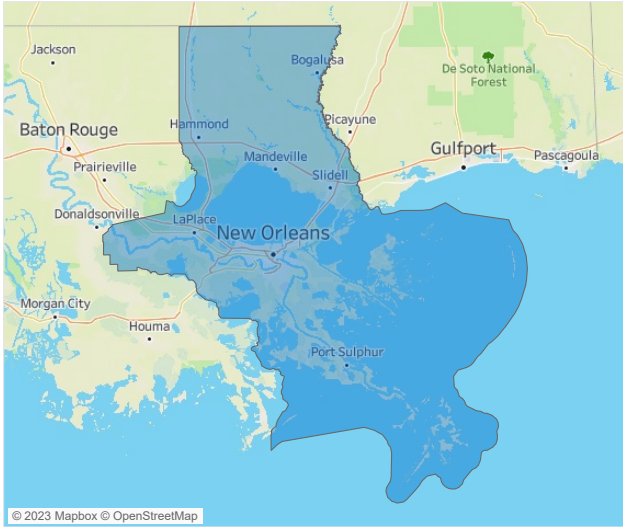 Jackson
Bogalusa
De Soto National
Forest
Hammond
Picayune
Baton Rouge
Gulfport
Pascagoula
Prairieville
Mandeville
Slidell
Donaldsonville
LaPlace
New Orleans
Morgan City
Houma
Port Sulphur
© 2023 Mapbox © OpenStreetMap